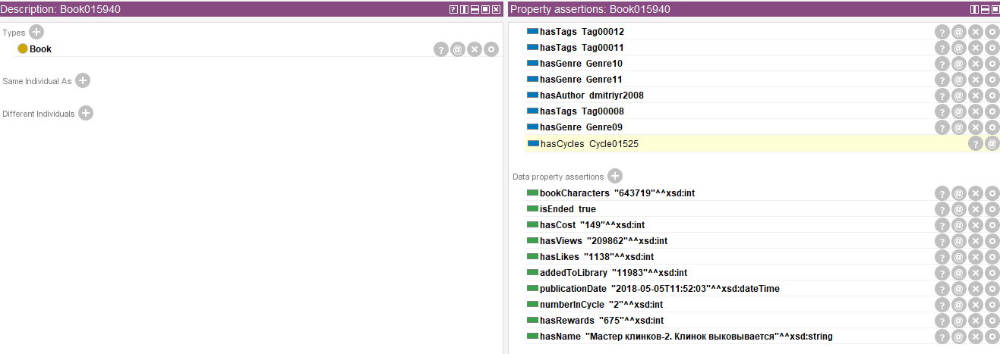 Description: Book015940
Types
Book
Same Individual As
Different Individuals
Property assertions: Book015940
hasTags Tag00012
hasTags Tag00011
hasGenre Genre10
hasGenre Genre11
hasAuthor dmitriyr2008
hasTags Tag00008
hasGenre Genre09
hasCycles Cycle01525
Data property assertions
bookCharacters "643719"^^xsd:int
isEnded true
hasCost "149"^^xsd:int
hasViews "209862"^^xsd:int
hasLikes "1138"^^xsd:int
addedToLibrary "11983"^^xsd:int
publicationDate "2018-05-05T11:52:03"^^xsd:dateTime
numberInCycle "2"^^xsd:int
hasRewards "675"^^xsd:int
hasName "Мастер клинков-2. Клинок выковывается"^^xsd:string